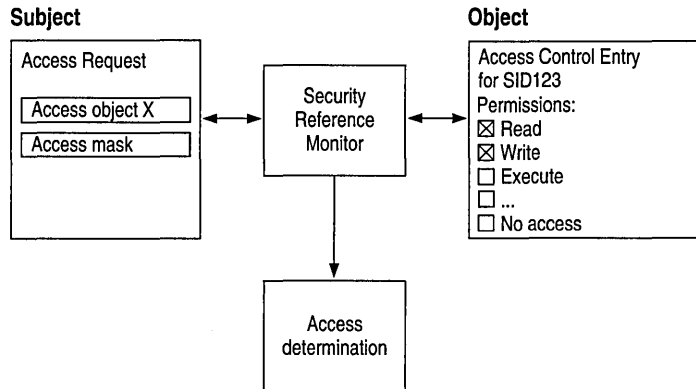 Subject
Access Request
Access object X
Access mask
Security
Reference
Monitor
Access
determination
Object
Access Control Entry
for SID123
Permissions:
Read
Write
Execute
...
No access